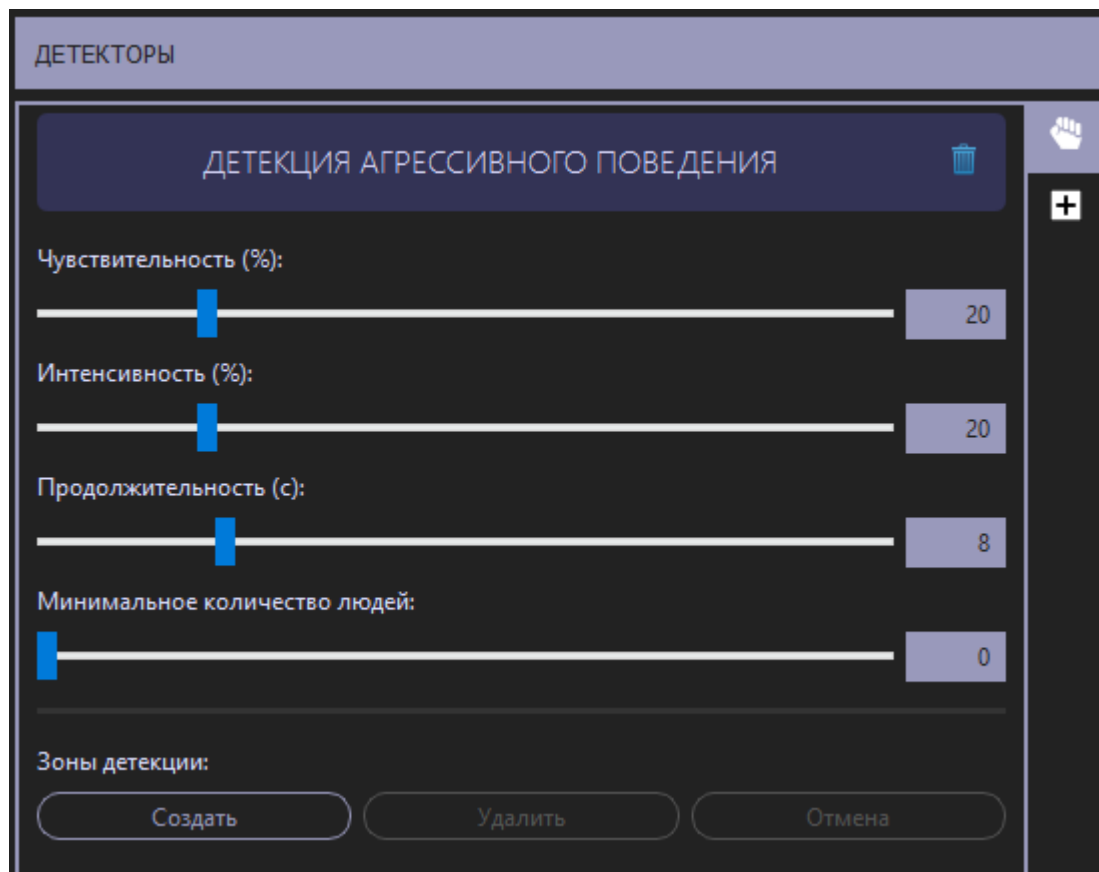 ДЕТЕКТОРЫ
ДЕТЕКЦИЯ АГРЕССИВНОГО ПОВЕДЕНИЯ
Чувствительность (%):
20
Интенсивность (%):
20
Продолжительность (с):
8
Минимальное количество людей:
0
Зоны детекции:
Создать Удалить Отмена